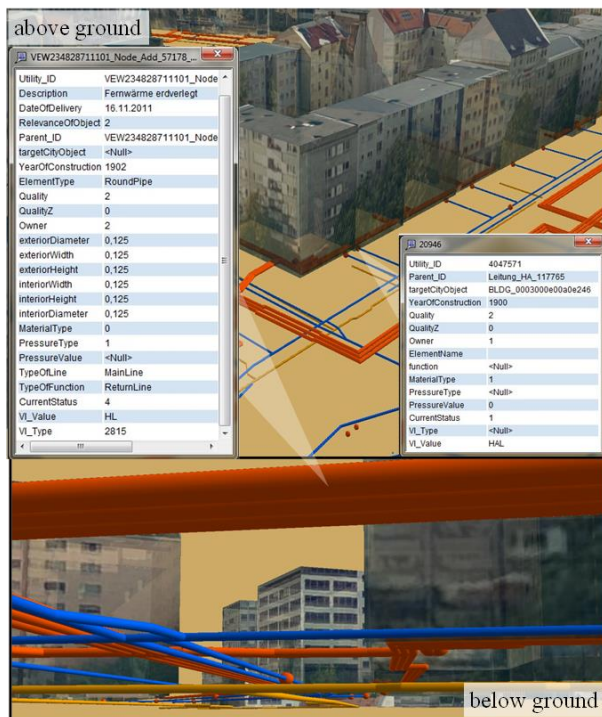 above ground
VEW234828711101_Node_Add_57178_...
Utility_ID VEW234828711101_Node
Description Fernwärme erdverlegt
DateOfDelivery 16.11.2011
RelevanceOfObject 2
Parent_ID VEW234828711101_Node
targetCityObject <Null>
YearOfConstruction 1902
ElementType RoundPipe
Quality 2
QualityZ 0
Owner 2
exteriorDiameter 0,125
exteriorWidth 0,125
exteriorHeight 0,125
interiorWidth 0,125
interiorHeight 0,125
interiorDiameter 0,125
MaterialType 0
PressureType 1
PressureValue <Null>
TypeOfLine MainLine
TypeOfFunction ReturnLine
CurrentStatus 4
VI_Value HL
VI_Type 2815
20946
Utility_ID 4047571
Parent_ID Leitung_HA_117765
targetCityObject BLDG_0003000e00a0e246
YearOfConstruction 1900
Quality 2
QualityZ 0
Owner 1
ElementName
function <Null>
MaterialType 1
PressureType <Null>
PressureValue 0
CurrentStatus 1
VI_Type <Null>
VI_Value HAL
below ground